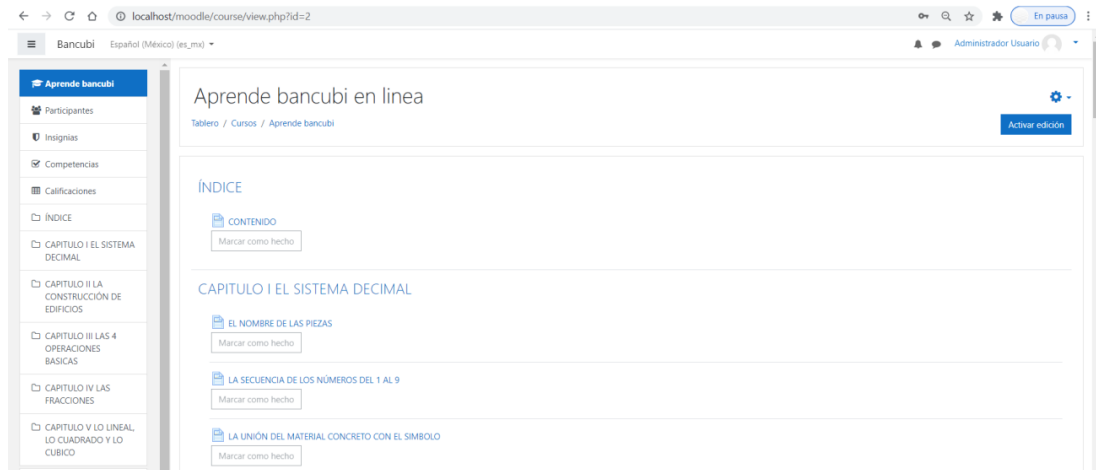 localhost/moodle/course/view.php?id=2
En pausa
Bancubi Español (México) (es_mx)
Administrador Usuario
Aprende bancubi
Participantes
Insignias
Competencias
Calificaciones
ÍNDICE
CAPITULO I EL SISTEMA
DECIMAL
CAPITULO II LA
CONSTRUCCIÓN DE
EDIFICIOS
CAPITULO III LAS 4
OPERACIONES
BASICAS
CAPITULO IV LAS
FRACCIONES
CAPITULO V LO LINEAL,
LO CUADRADO Y LO
CUBICO
Aprende bancubi en linea
Tablero / Cursos / Aprende bancubi
Activar edición
ÍNDICE
CONTENIDO
Marcar como hecho
CAPITULO I EL SISTEMA DECIMAL
EL NOMBRE DE LAS PIEZAS
Marcar como hecho
LA SECUENCIA DE LOS NÚMEROS DEL 1 AL 9
Marcar como hecho
LA UNIÓN DEL MATERIAL CONCRETO CON EL SIMBOLO
Marcar como hecho